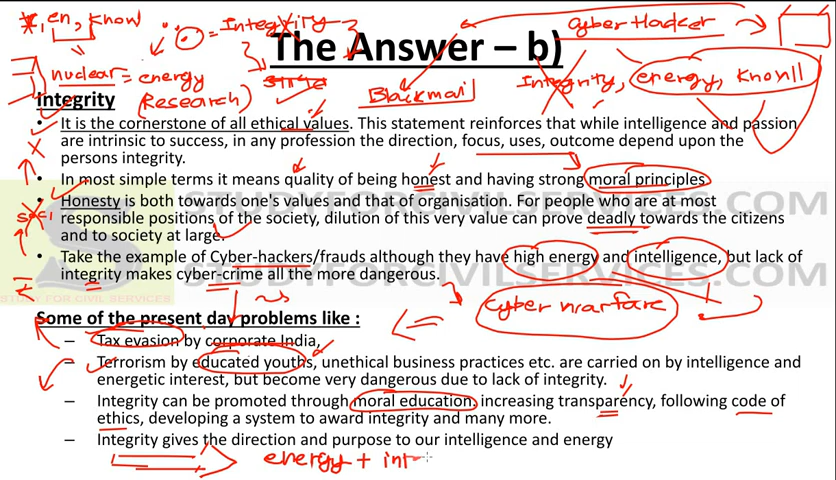 *, en, know
= Integrity
Cyber Hacker
The Answer – b)
nuclear = energy
(Research)
Blackmail
Integrity, energy, Knowll
Integrity
• It is the cornerstone of all ethical values. This statement reinforces that while intelligence and passion
are intrinsic to success, in any profession the direction, focus, uses, outcome depend upon the
persons integrity.
• In most simple terms it means quality of being honest and having strong moral principles.
• Honesty is both towards one's values and that of organisation. For people who are at most
responsible positions of the society, dilution of this very value can prove deadly towards the citizens
and to society at large.
• Take the example of Cyber-hackers/frauds although they have high energy and intelligence, but lack of
integrity makes cyber-crime all the more dangerous.
STUDYFORCIVILSERVICES.COM
STUDYFORCIVILSERVICES.COM
STUDY FOR CIVIL SERVICES
Cyber warfare
Some of the present day problems like :
– Tax evasion by corporate India,
– Terrorism by educated youths, unethical business practices etc. are carried on by intelligence and
energetic interest, but become very dangerous due to lack of integrity.
– Integrity can be promoted through moral education, increasing transparency, following code of
ethics, developing a system to award integrity and many more.
– Integrity gives the direction and purpose to our intelligence and energy
energy + int